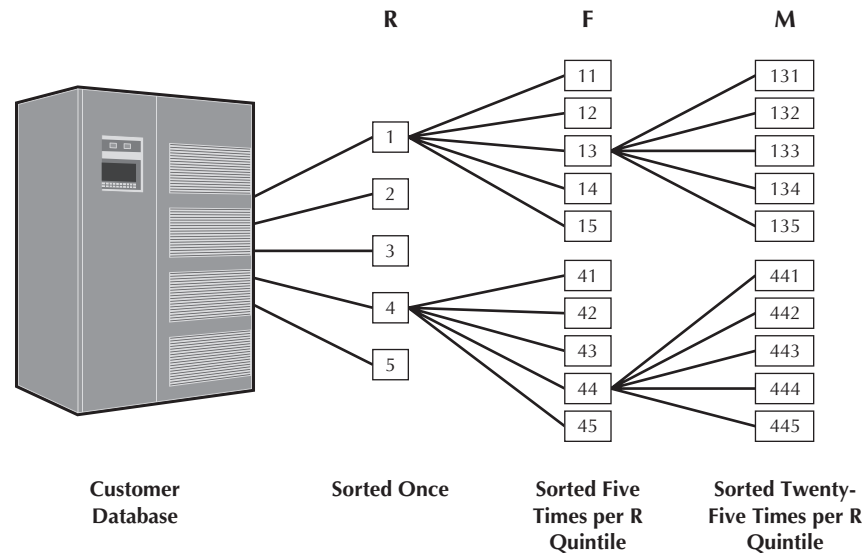 R F M
1
2
3
4
5
11
12
13
14
15
41
42
43
44
45
131
132
133
134
135
441
442
443
444
445
Customer
Database
Sorted Once
Sorted Five
Times per R
Quintile
Sorted Twenty-
Five Times per R
Quintile